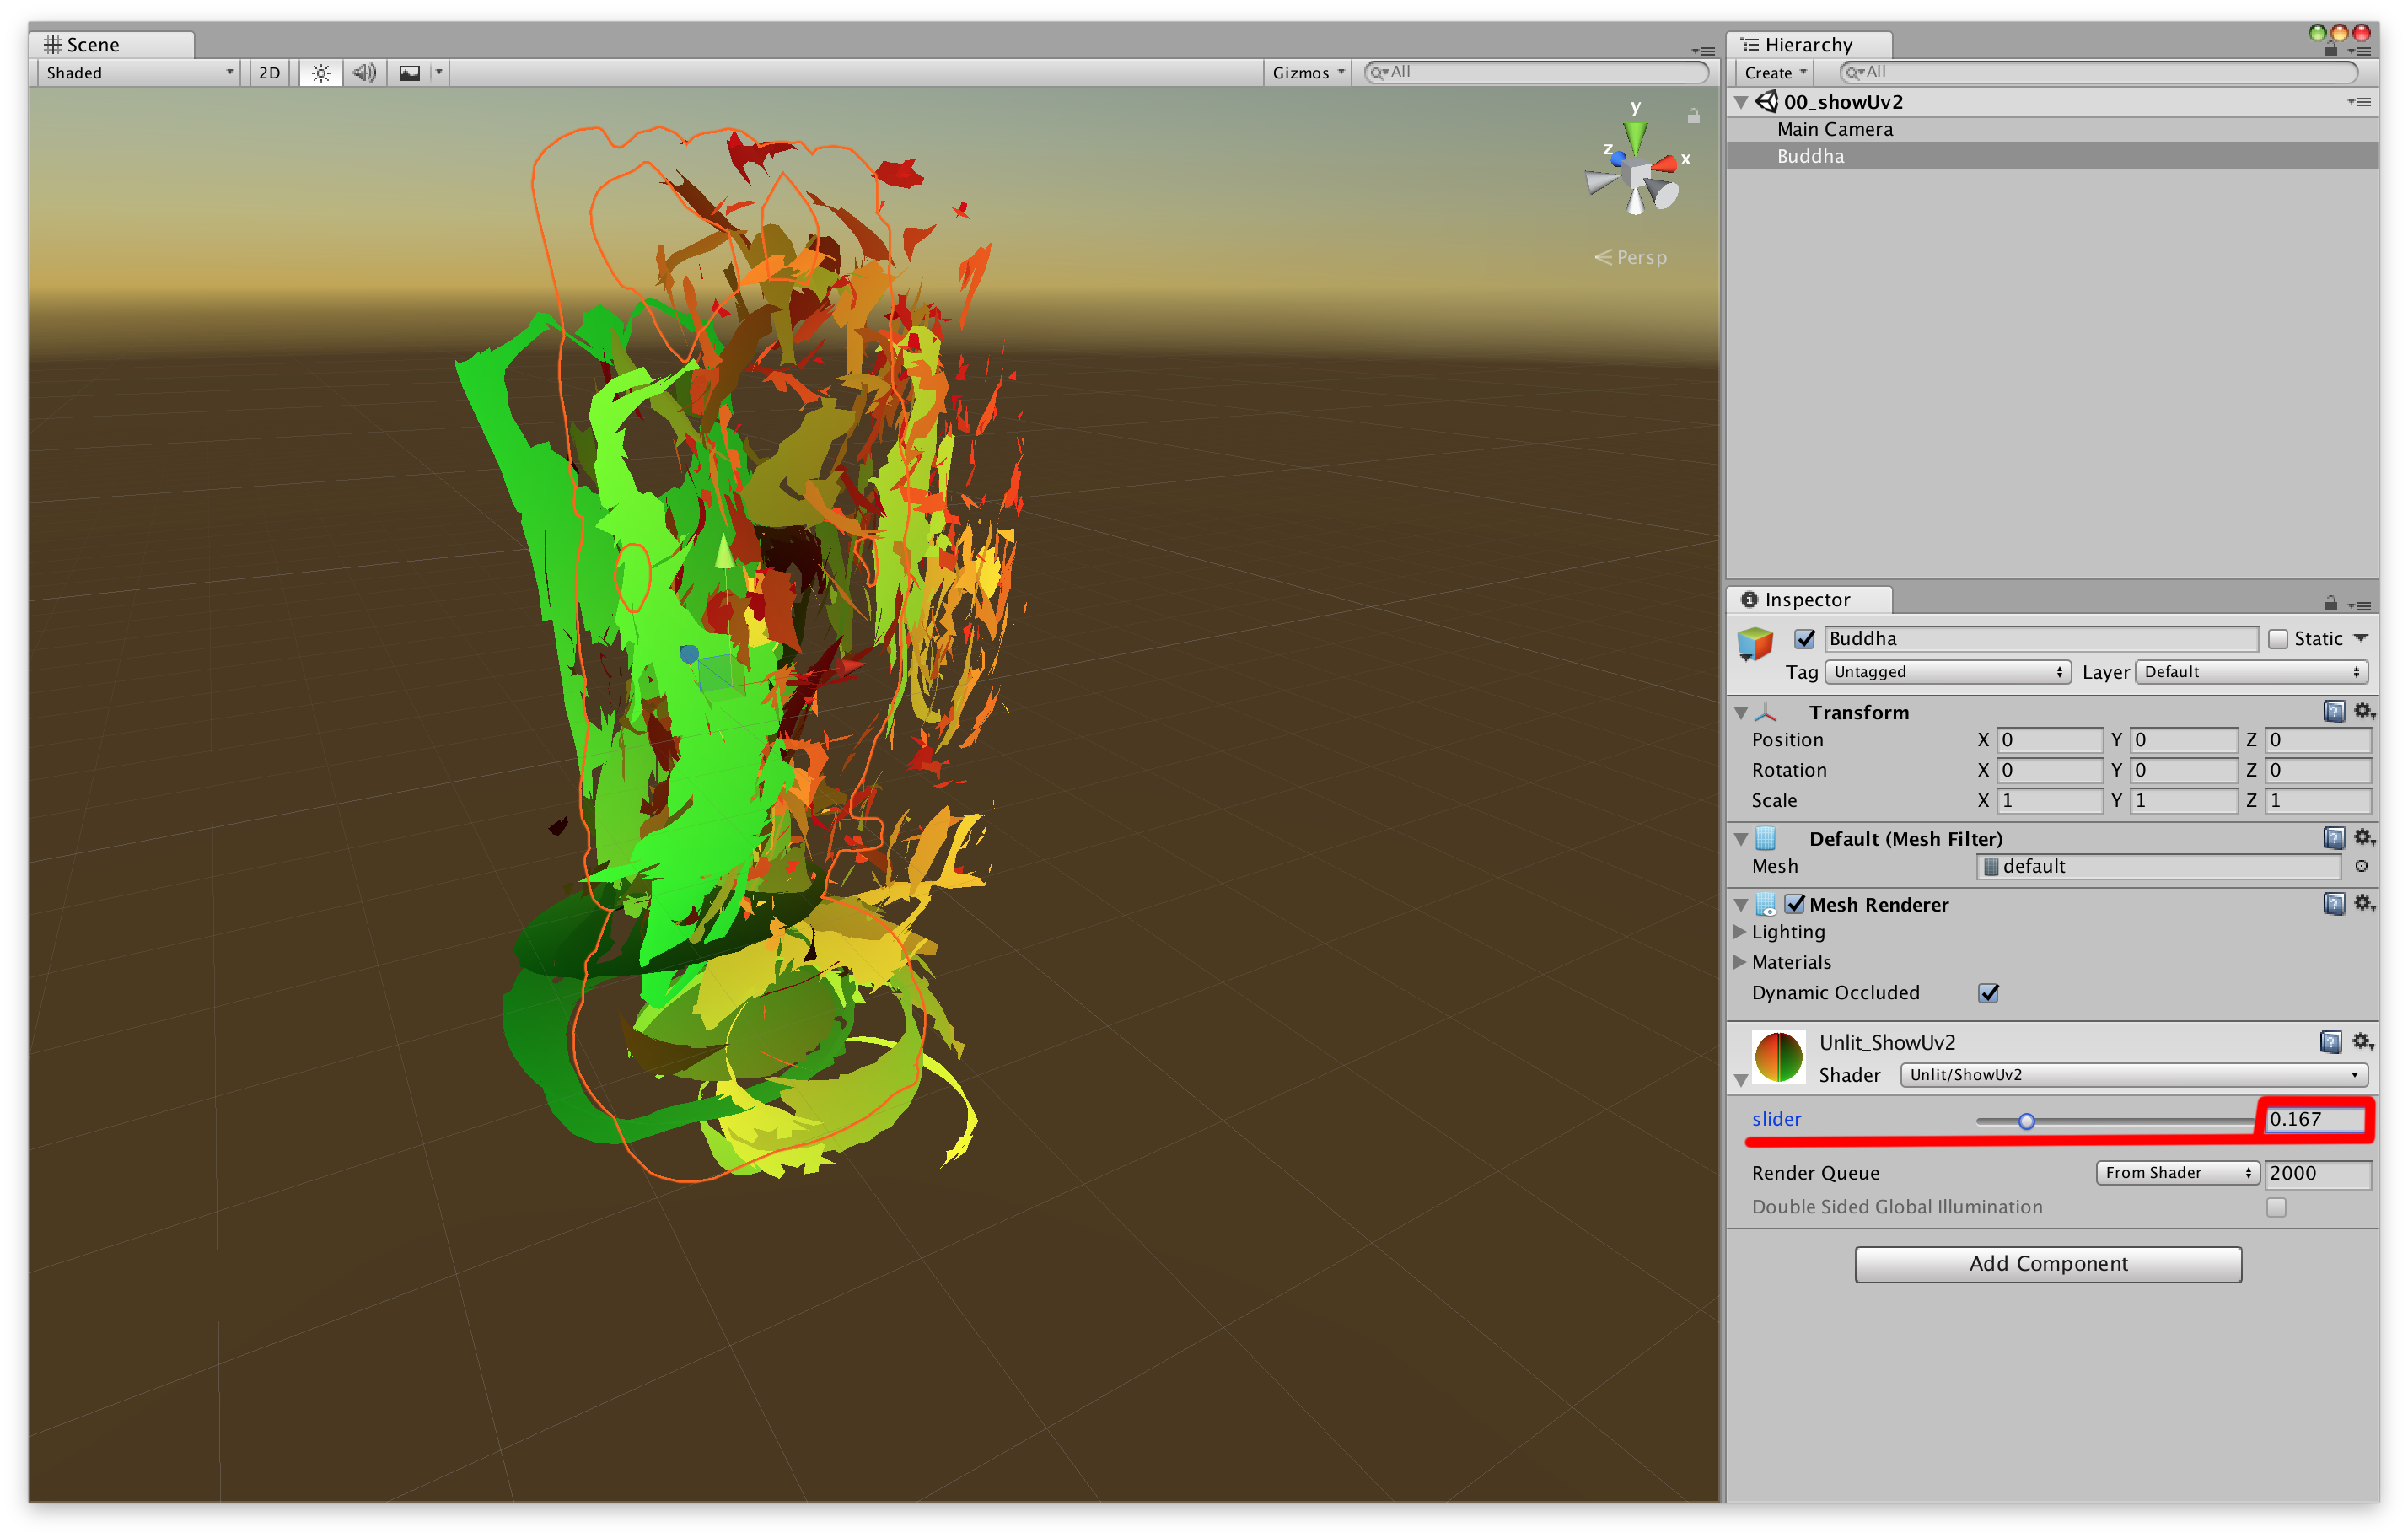 Scene
Shaded 2D Gizmos All
y
z x
Persp
Hierarchy
Create All
00_showUv2
Main Camera
Buddha
Inspector
Buddha Static
Tag Untagged Layer Default
Transform
Position X 0 Y 0 Z 0
Rotation X 0 Y 0 Z 0
Scale X 1 Y 1 Z 1
Default (Mesh Filter)
Mesh default
Mesh Renderer
Lighting
Materials
Dynamic Occluded
Unlit_ShowUv2
Shader Unlit/ShowUv2
slider 0.167
Render Queue From Shader 2000
Double Sided Global Illumination
Add Component